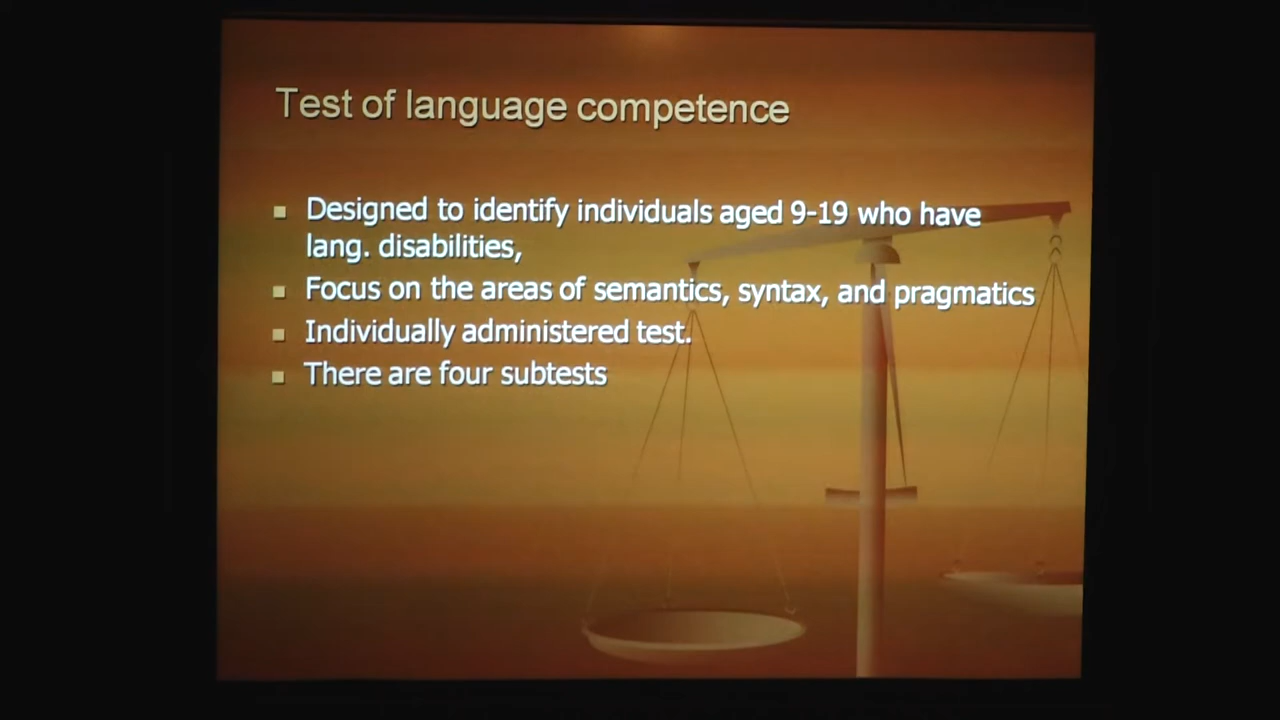 Test of language competence
Designed to identify individuals aged 9-19 who have
lang. disabilities,
Focus on the areas of semantics, syntax, and pragmatics
Individually administered test.
There are four subtests